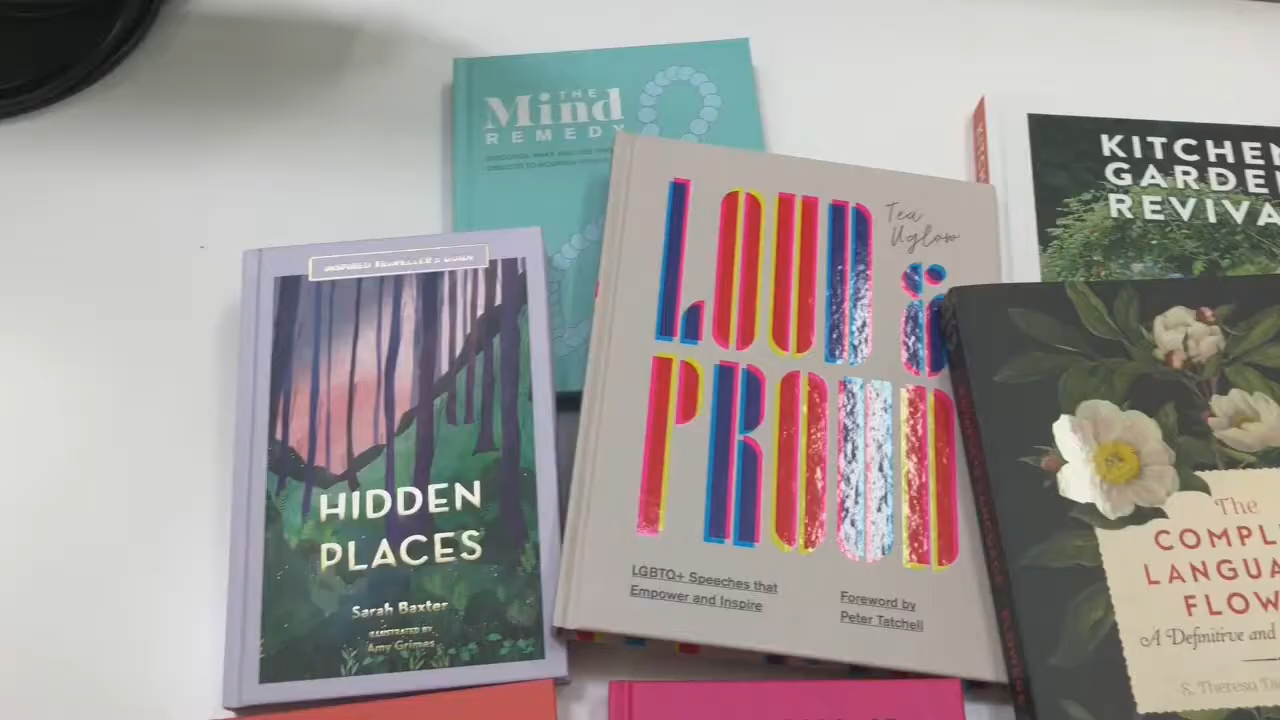 THE
Mind
REMEDY
LOUD &
PROUD
Tea
Uglow
LGBTQ+ Speeches that
Empower and Inspire
Foreword by
Peter Tatchell
INSPIRED TRAVELLER'S GUIDE
HIDDEN
PLACES
Sarah Baxter
ILLUSTRATED BY
Amy Grimes
KITCHEN
GARDEN
REVIVA
The
COMPL
LANGUA
FLOW
A Definitive and
S. Theresa